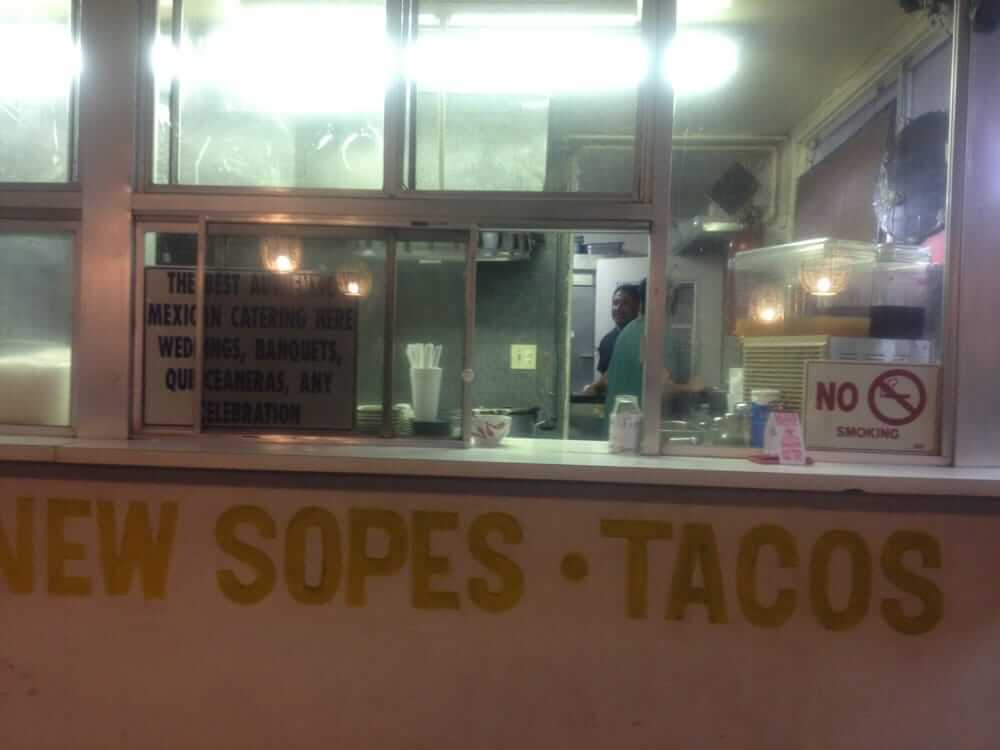 THE BEST AUTHENTIC
MEXICAN CATERING HERE
WEDDINGS, BANQUETS,
QUINCEANERAS, ANY
CELEBRATION
NO
SMOKING
NEW SOPES · TACOS